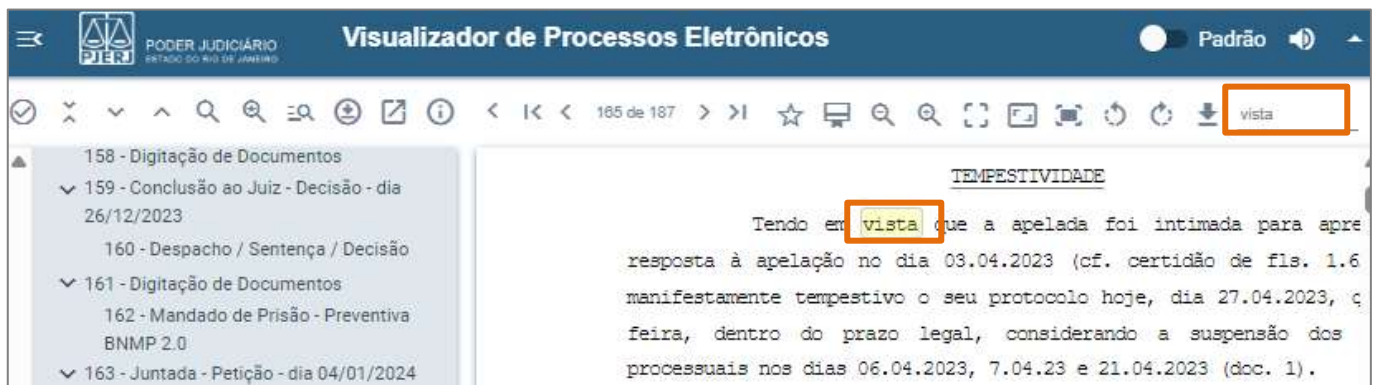 PJERJ
PODER JUDICIÁRIO
ESTADO DO RIO DE JANEIRO
Visualizador de Processos Eletrônicos
Padrão
165 de 187
vista
158 - Digitação de Documentos
159 - Conclusão ao Juiz - Decisão - dia
26/12/2023
160 - Despacho / Sentença / Decisão
161 - Digitação de Documentos
162 - Mandado de Prisão - Preventiva
BNMP 2.0
163 - Juntada - Petição - dia 04/01/2024
TEMPESTIVIDADE
Tendo em vista que a apelada foi intimada para apre
resposta à apelação no dia 03.04.2023 (cf. certidão de fls. 1.6
manifestamente tempestivo o seu protocolo hoje, dia 27.04.2023, q
feira, dentro do prazo legal, considerando a suspensão dos
processuais nos dias 06.04.2023, 7.04.23 e 21.04.2023 (doc. 1).